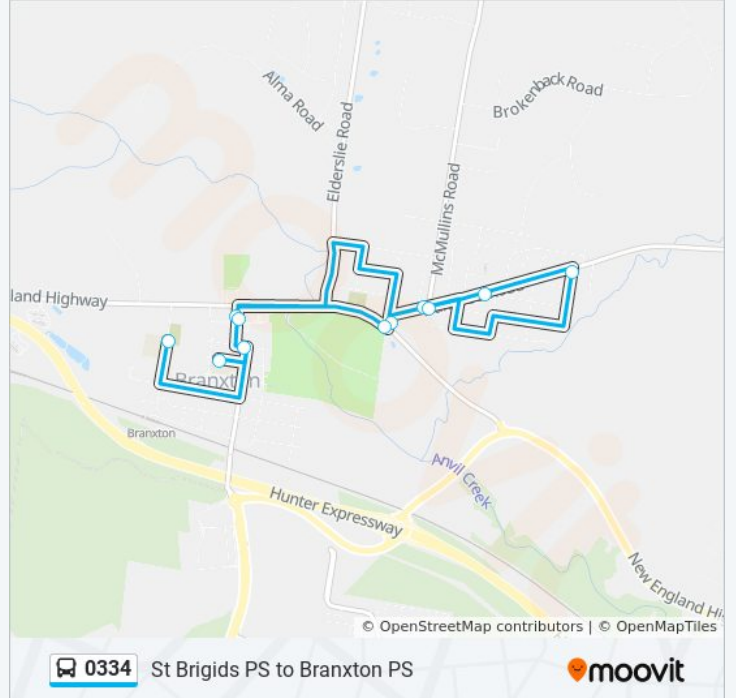 Alma Road
Brokenback Road
Elderslie Road
McMullins Road
land Highway
Branxton
Branxton
Anvil Creek
Hunter Expressway
New England Hi
© OpenStreetMap contributors | © OpenMapTiles
0334 St Brigids PS to Branxton PS
moovit